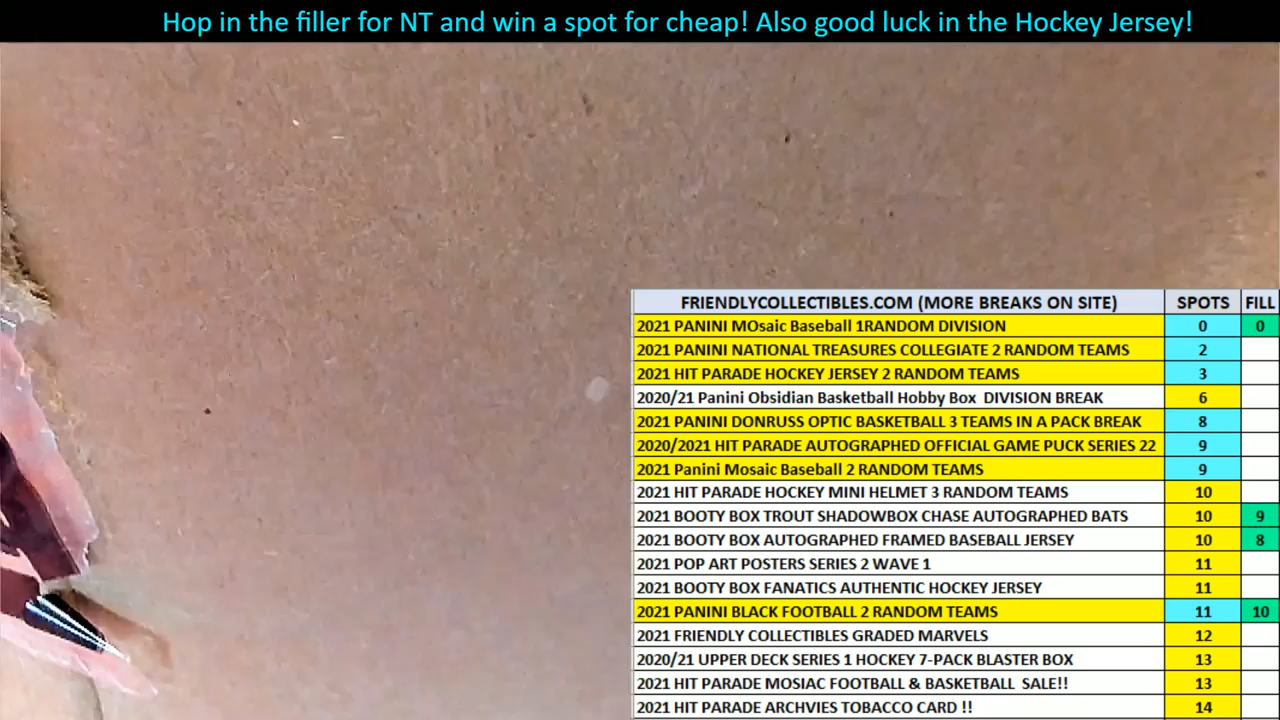 Hop in the filler for NT and win a spot for cheap! Also good luck in the Hockey Jersey!
FRIENDLYCOLLECTIBLES.COM (MORE BREAKS ON SITE) SPOTS FILL
2021 PANINI MOsaic Baseball 1RANDOM DIVISION 0 0
2021 PANINI NATIONAL TREASURES COLLEGIATE 2 RANDOM TEAMS 2
2021 HIT PARADE HOCKEY JERSEY 2 RANDOM TEAMS 3
2020/21 Panini Obsidian Basketball Hobby Box DIVISION BREAK 6
2021 PANINI DONRUSS OPTIC BASKETBALL 3 TEAMS IN A PACK BREAK 8
2020/2021 HIT PARADE AUTOGRAPHED OFFICIAL GAME PUCK SERIES 22 9
2021 Panini Mosaic Baseball 2 RANDOM TEAMS 9
2021 HIT PARADE HOCKEY MINI HELMET 3 RANDOM TEAMS 10
2021 BOOTY BOX TROUT SHADOWBOX CHASE AUTOGRAPHED BATS 10 9
2021 BOOTY BOX AUTOGRAPHED FRAMED BASEBALL JERSEY 10 8
2021 POP ART POSTERS SERIES 2 WAVE 1 11
2021 BOOTY BOX FANATICS AUTHENTIC HOCKEY JERSEY 11
2021 PANINI BLACK FOOTBALL 2 RANDOM TEAMS 11 10
2021 FRIENDLY COLLECTIBLES GRADED MARVELS 12
2020/21 UPPER DECK SERIES 1 HOCKEY 7-PACK BLASTER BOX 13
2021 HIT PARADE MOSIAC FOOTBALL & BASKETBALL SALE!! 13
2021 HIT PARADE ARCHVIES TOBACCO CARD !! 14